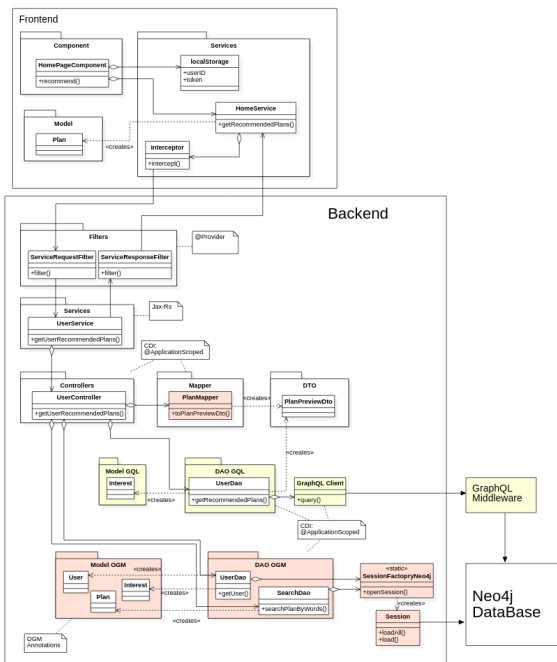 Frontend
Component
HomePageComponent
+recommend()
Services
localStorage
+userID
+token
HomeService
+getRecommendedPlans()
Model
Plan
«creates»
Interceptor
+intercept()
Backend
Filters
@Provider
ServiceRequestFilter
+filter()
ServiceResponseFilter
+filter()
Services
Jax-Rs
UserService
+getUserRecommendedPlans()
CDI:
@ApplicationScoped
Controllers
UserController
+getUserRecommendedPlans()
Mapper
PlanMapper
+toPlanPreviewDto()
«creates»
DTO
PlanPreviewDto
«creates»
Model GQL
Interest
«creates»
DAO GQL
UserDao
+getRecommendedPlans()
GraphQL Client
+query()
GraphQL
Middleware
CDI:
@ApplicationScoped
Model OGM
User
Interest
Plan
«creates»
«creates»
DAO OGM
UserDao
+getUser()
SearchDao
+searchPlanByWords()
«static»
SessionFactopryNeo4j
+openSession()
«creates»
Session
+loadAll()
+load()
Neo4j
DataBase
OGM
Annotations